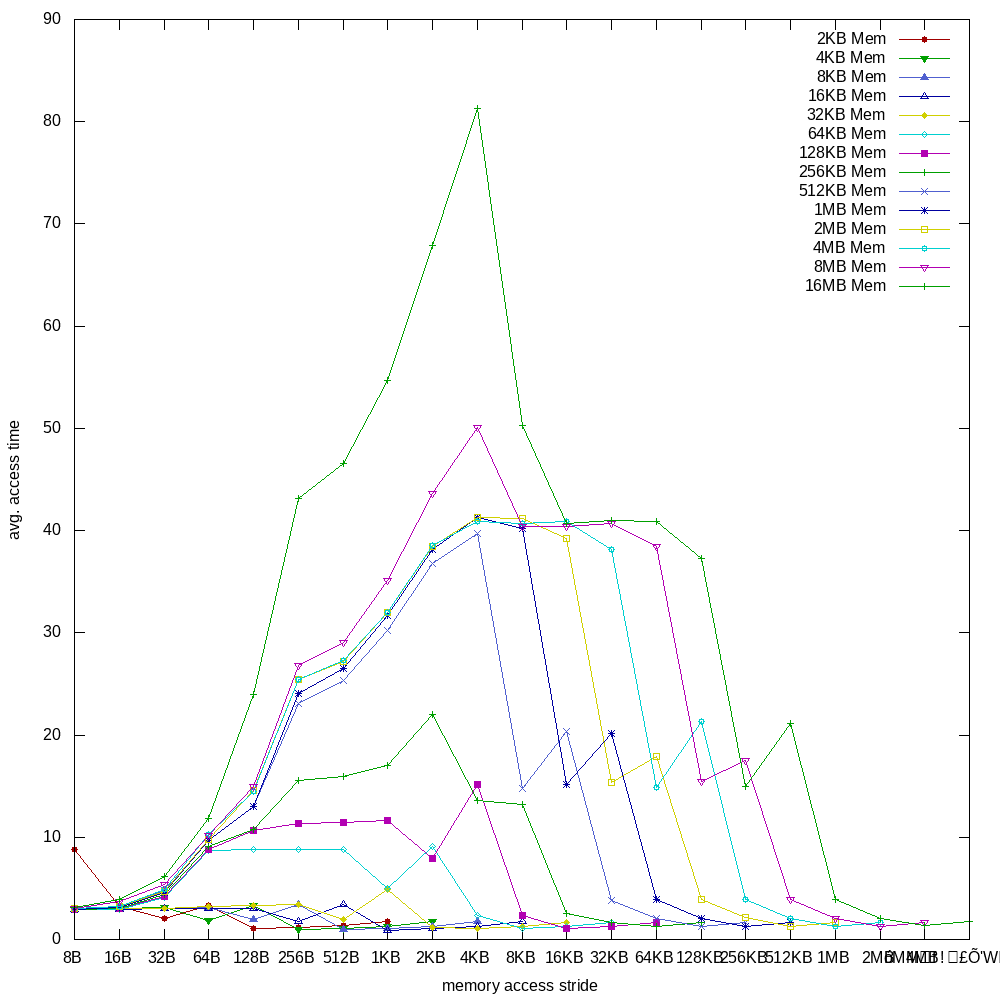 90
80
70
60
50
40
30
20
10
0
avg. access time
2KB Mem
4KB Mem
8KB Mem
16KB Mem
32KB Mem
64KB Mem
128KB Mem
256KB Mem
512KB Mem
1MB Mem
2MB Mem
4MB Mem
8MB Mem
16MB Mem
8B 16B 32B 64B 128B 256B 512B 1KB 2KB 4KB 8KB 16KB 32KB 64KB 128KB 256KB 512KB 1MB 2MB
memory access stride